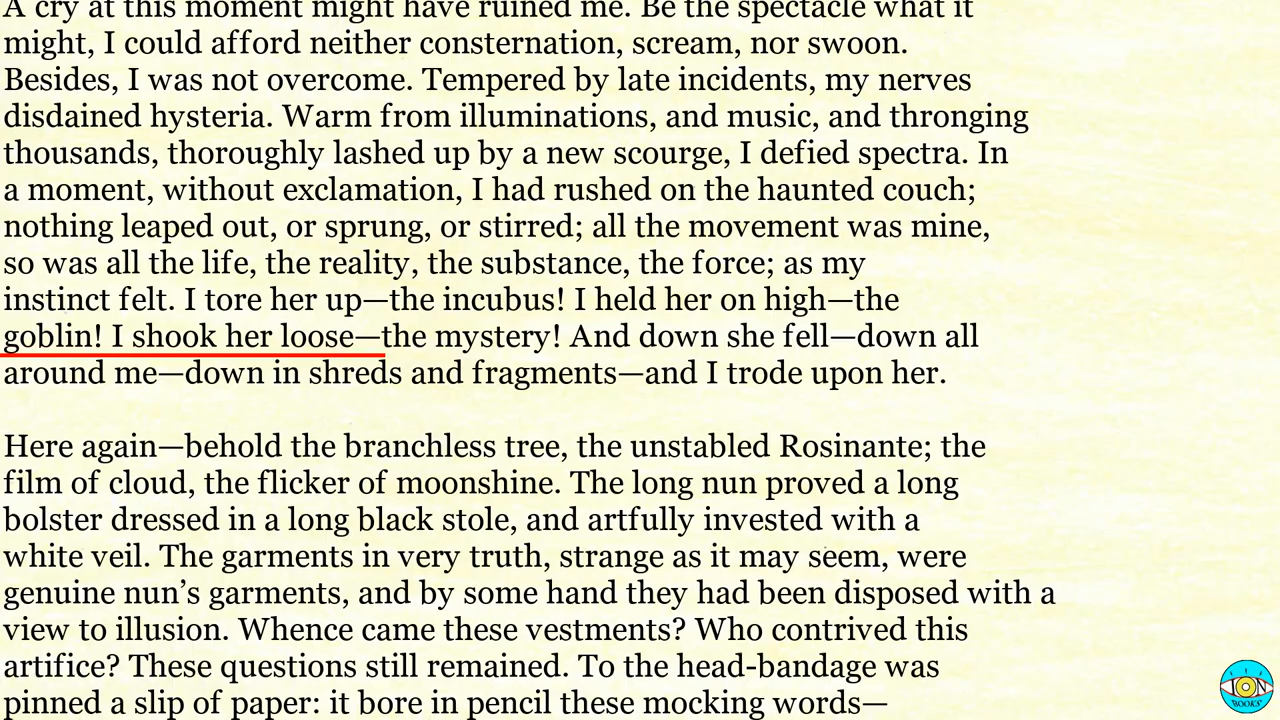 A cry at this moment might have ruined me. Be the spectacle what it
might, I could afford neither consternation, scream, nor swoon.
Besides, I was not overcome. Tempered by late incidents, my nerves
disdained hysteria. Warm from illuminations, and music, and thronging
thousands, thoroughly lashed up by a new scourge, I defied spectra. In
a moment, without exclamation, I had rushed on the haunted couch;
nothing leaped out, or sprung, or stirred; all the movement was mine,
so was all the life, the reality, the substance, the force; as my
instinct felt. I tore her up—the incubus! I held her on high—the
goblin! I shook her loose—the mystery! And down she fell—down all
around me—down in shreds and fragments—and I trode upon her.
Here again—behold the branchless tree, the unstabled Rosinante; the
film of cloud, the flicker of moonshine. The long nun proved a long
bolster dressed in a long black stole, and artfully invested with a
white veil. The garments in very truth, strange as it may seem, were
genuine nun’s garments, and by some hand they had been disposed with a
view to illusion. Whence came these vestments? Who contrived this
artifice? These questions still remained. To the head-bandage was
pinned a slip of paper: it bore in pencil these mocking words—
ION
BOOKS